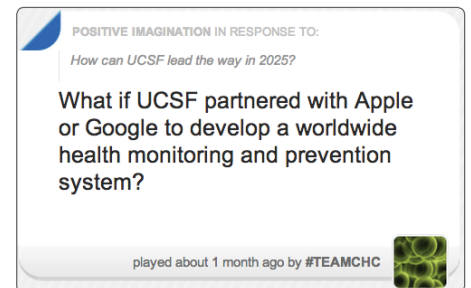 POSITIVE IMAGINATION IN RESPONSE TO:
How can UCSF lead the way in 2025?
What if UCSF partnered with Apple
or Google to develop a worldwide
health monitoring and prevention
system?
played about 1 month ago by #TEAMCHC